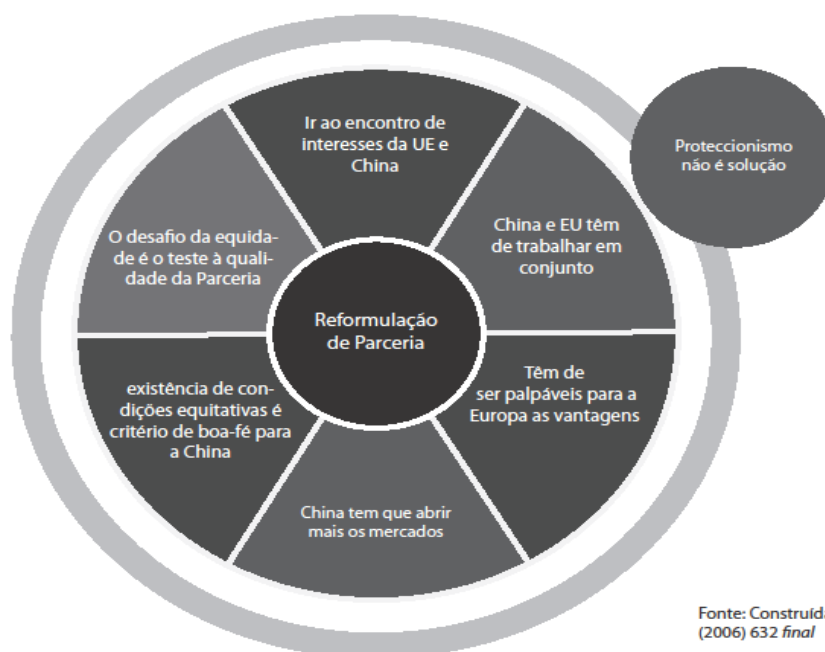 Ir ao encontro de
interesses da UE e
China
Proteccionismo
não é solução
China e EU têm
de trabalhar em
conjunto
O desafio da equida-
de é o teste à quali-
dade da Parceria
Reformulação
de Parceria
Têm de
ser palpáveis para a
Europa as vantagens
existência de con-
dições equitativas é
critério de boa-fé para
a China
China tem que abrir
mais os mercados
Fonte: Construída
(2006) 632 final